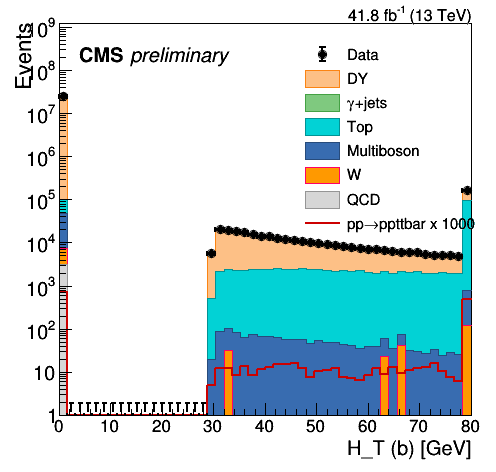 41.8 fb⁻¹ (13 TeV)
Events
CMS preliminary
Data
DY
γ+jets
Top
Multiboson
W
QCD
pp→ppttbar x 1000
10⁹
10⁸
10⁷
10⁶
10⁵
10⁴
10³
10²
10
1
0 10 20 30 40 50 60 70 80
H_T (b) [GeV]